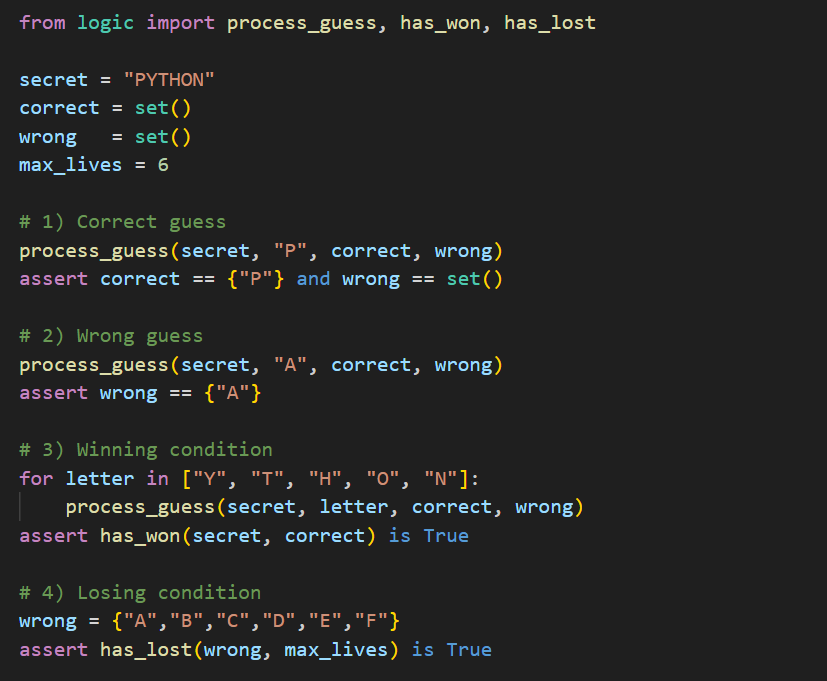 from logic import process_guess, has_won, has_lost

secret = "PYTHON"
correct = set()
wrong   = set()
max_lives = 6

# 1) Correct guess
process_guess(secret, "P", correct, wrong)
assert correct == {"P"} and wrong == set()

# 2) Wrong guess
process_guess(secret, "A", correct, wrong)
assert wrong == {"A"}

# 3) Winning condition
for letter in ["Y", "T", "H", "O", "N"]:
    process_guess(secret, letter, correct, wrong)
assert has_won(secret, correct) is True

# 4) Losing condition
wrong = {"A","B","C","D","E","F"}
assert has_lost(wrong, max_lives) is True